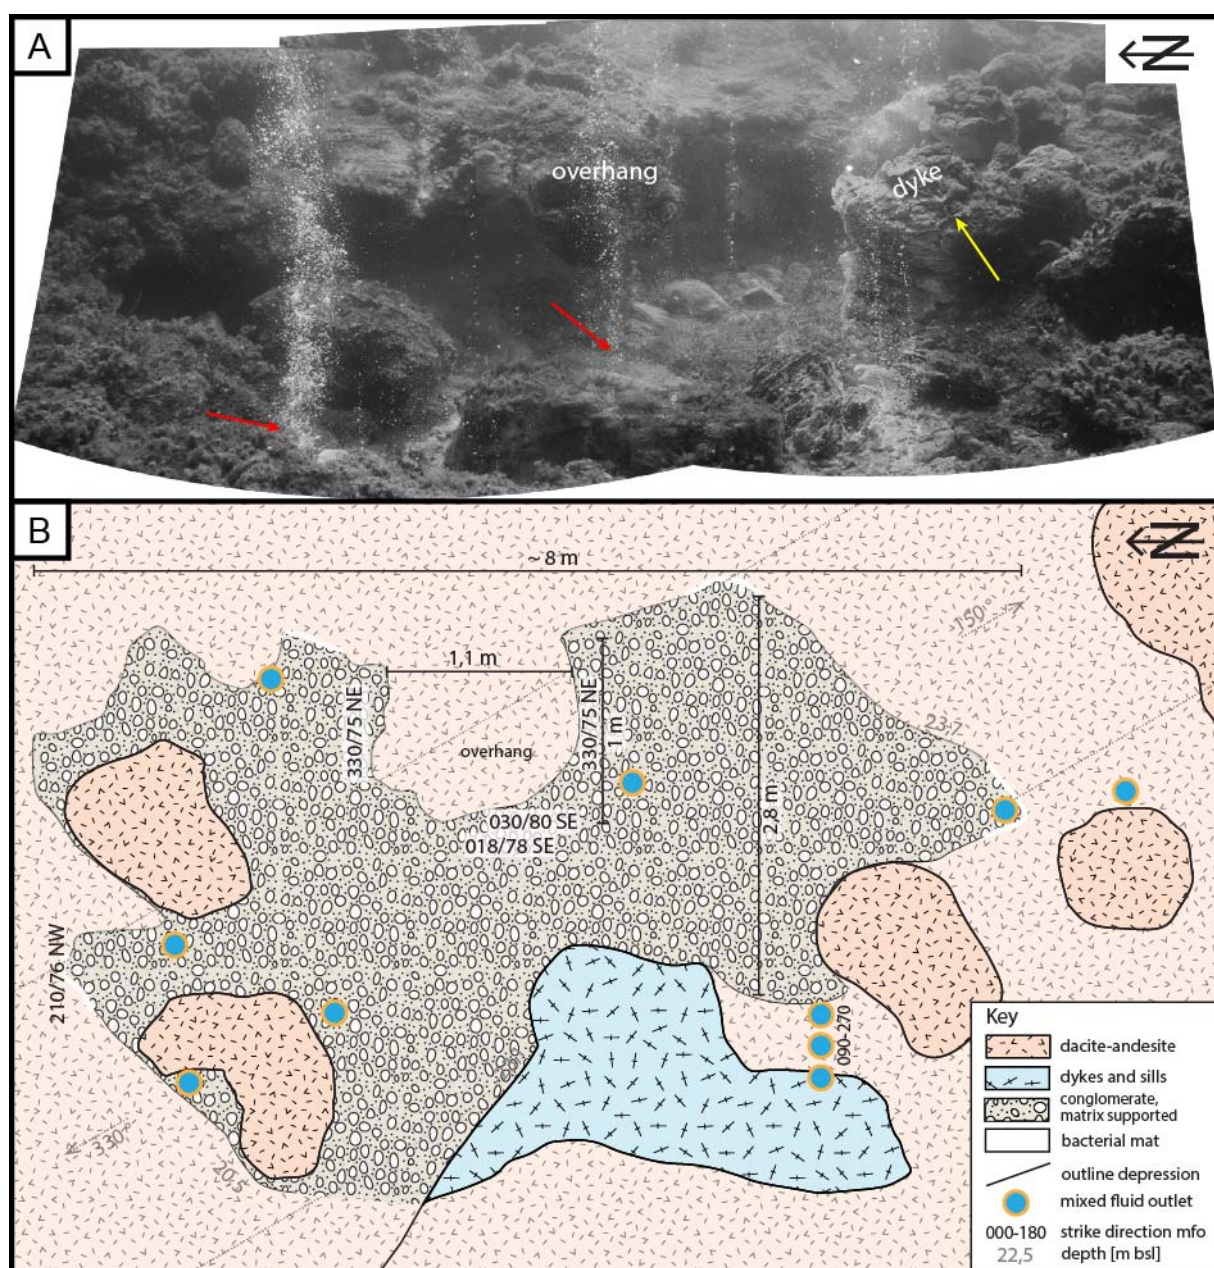 A
N
overhang
dyke
B
N
~ 8 m
150°
1,1 m
330/75 NE
330/75 NE
1 m
overhang
23,7
2,8 m
030/80 SE
018/78 SE
210/76 NW
090-270
330°
20,5
Key
dacite-andesite
dykes and sills
conglomerate,
matrix supported
bacterial mat
outline depression
mixed fluid outlet
000-180 strike direction mfo
22,5 depth [m bsl]